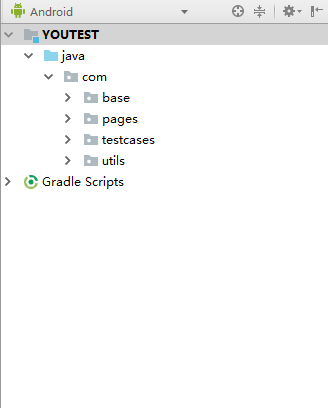 Android
YOUTEST
java
com
base
pages
testcases
utils
Gradle Scripts